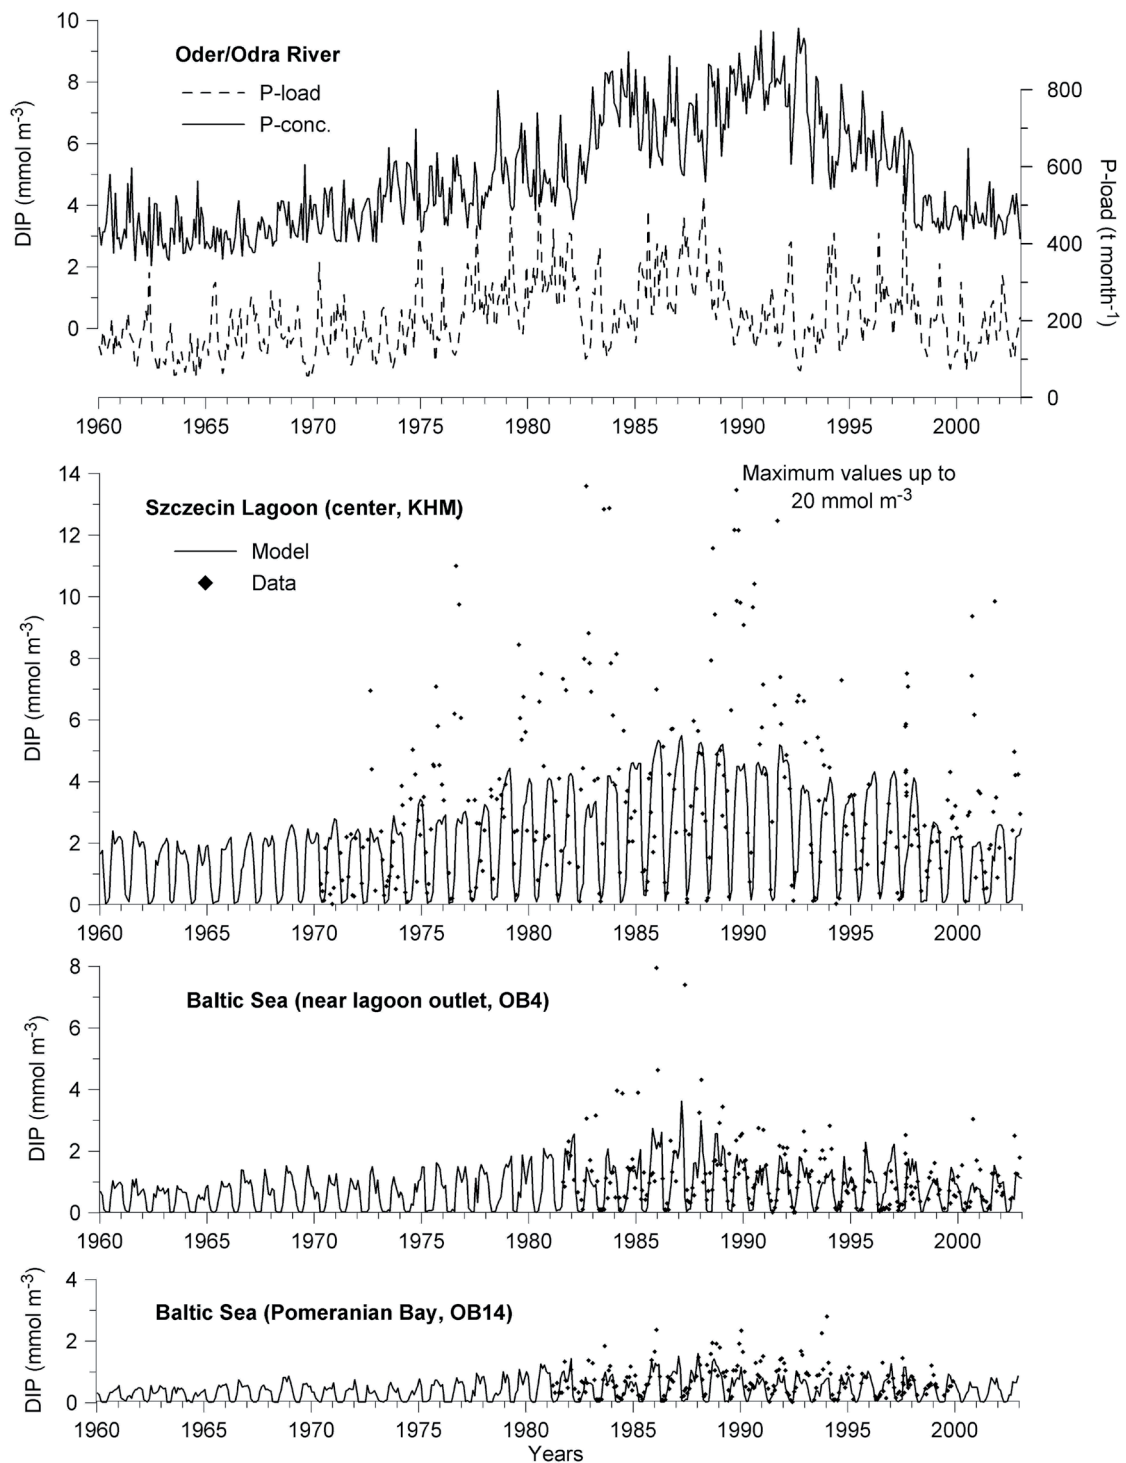 10
Oder/Odra River
P-load
P-conc.
8
6
4
2
0
DIP (mmol m-3)
800
600
400
200
0
P-load (t month-1)
1960 1965 1970 1975 1980 1985 1990 1995 2000
14
Szczecin Lagoon (center, KHM)
Model
Data
Maximum values up to
20 mmol m-3
12
10
8
6
4
2
0
DIP (mmol m-3)
1960 1965 1970 1975 1980 1985 1990 1995 2000
8
Baltic Sea (near lagoon outlet, OB4)
6
4
2
0
DIP (mmol m-3)
1960 1965 1970 1975 1980 1985 1990 1995 2000
4
Baltic Sea (Pomeranian Bay, OB14)
2
0
DIP (mmol m-3)
1960 1965 1970 1975 1980 1985 1990 1995 2000
Years